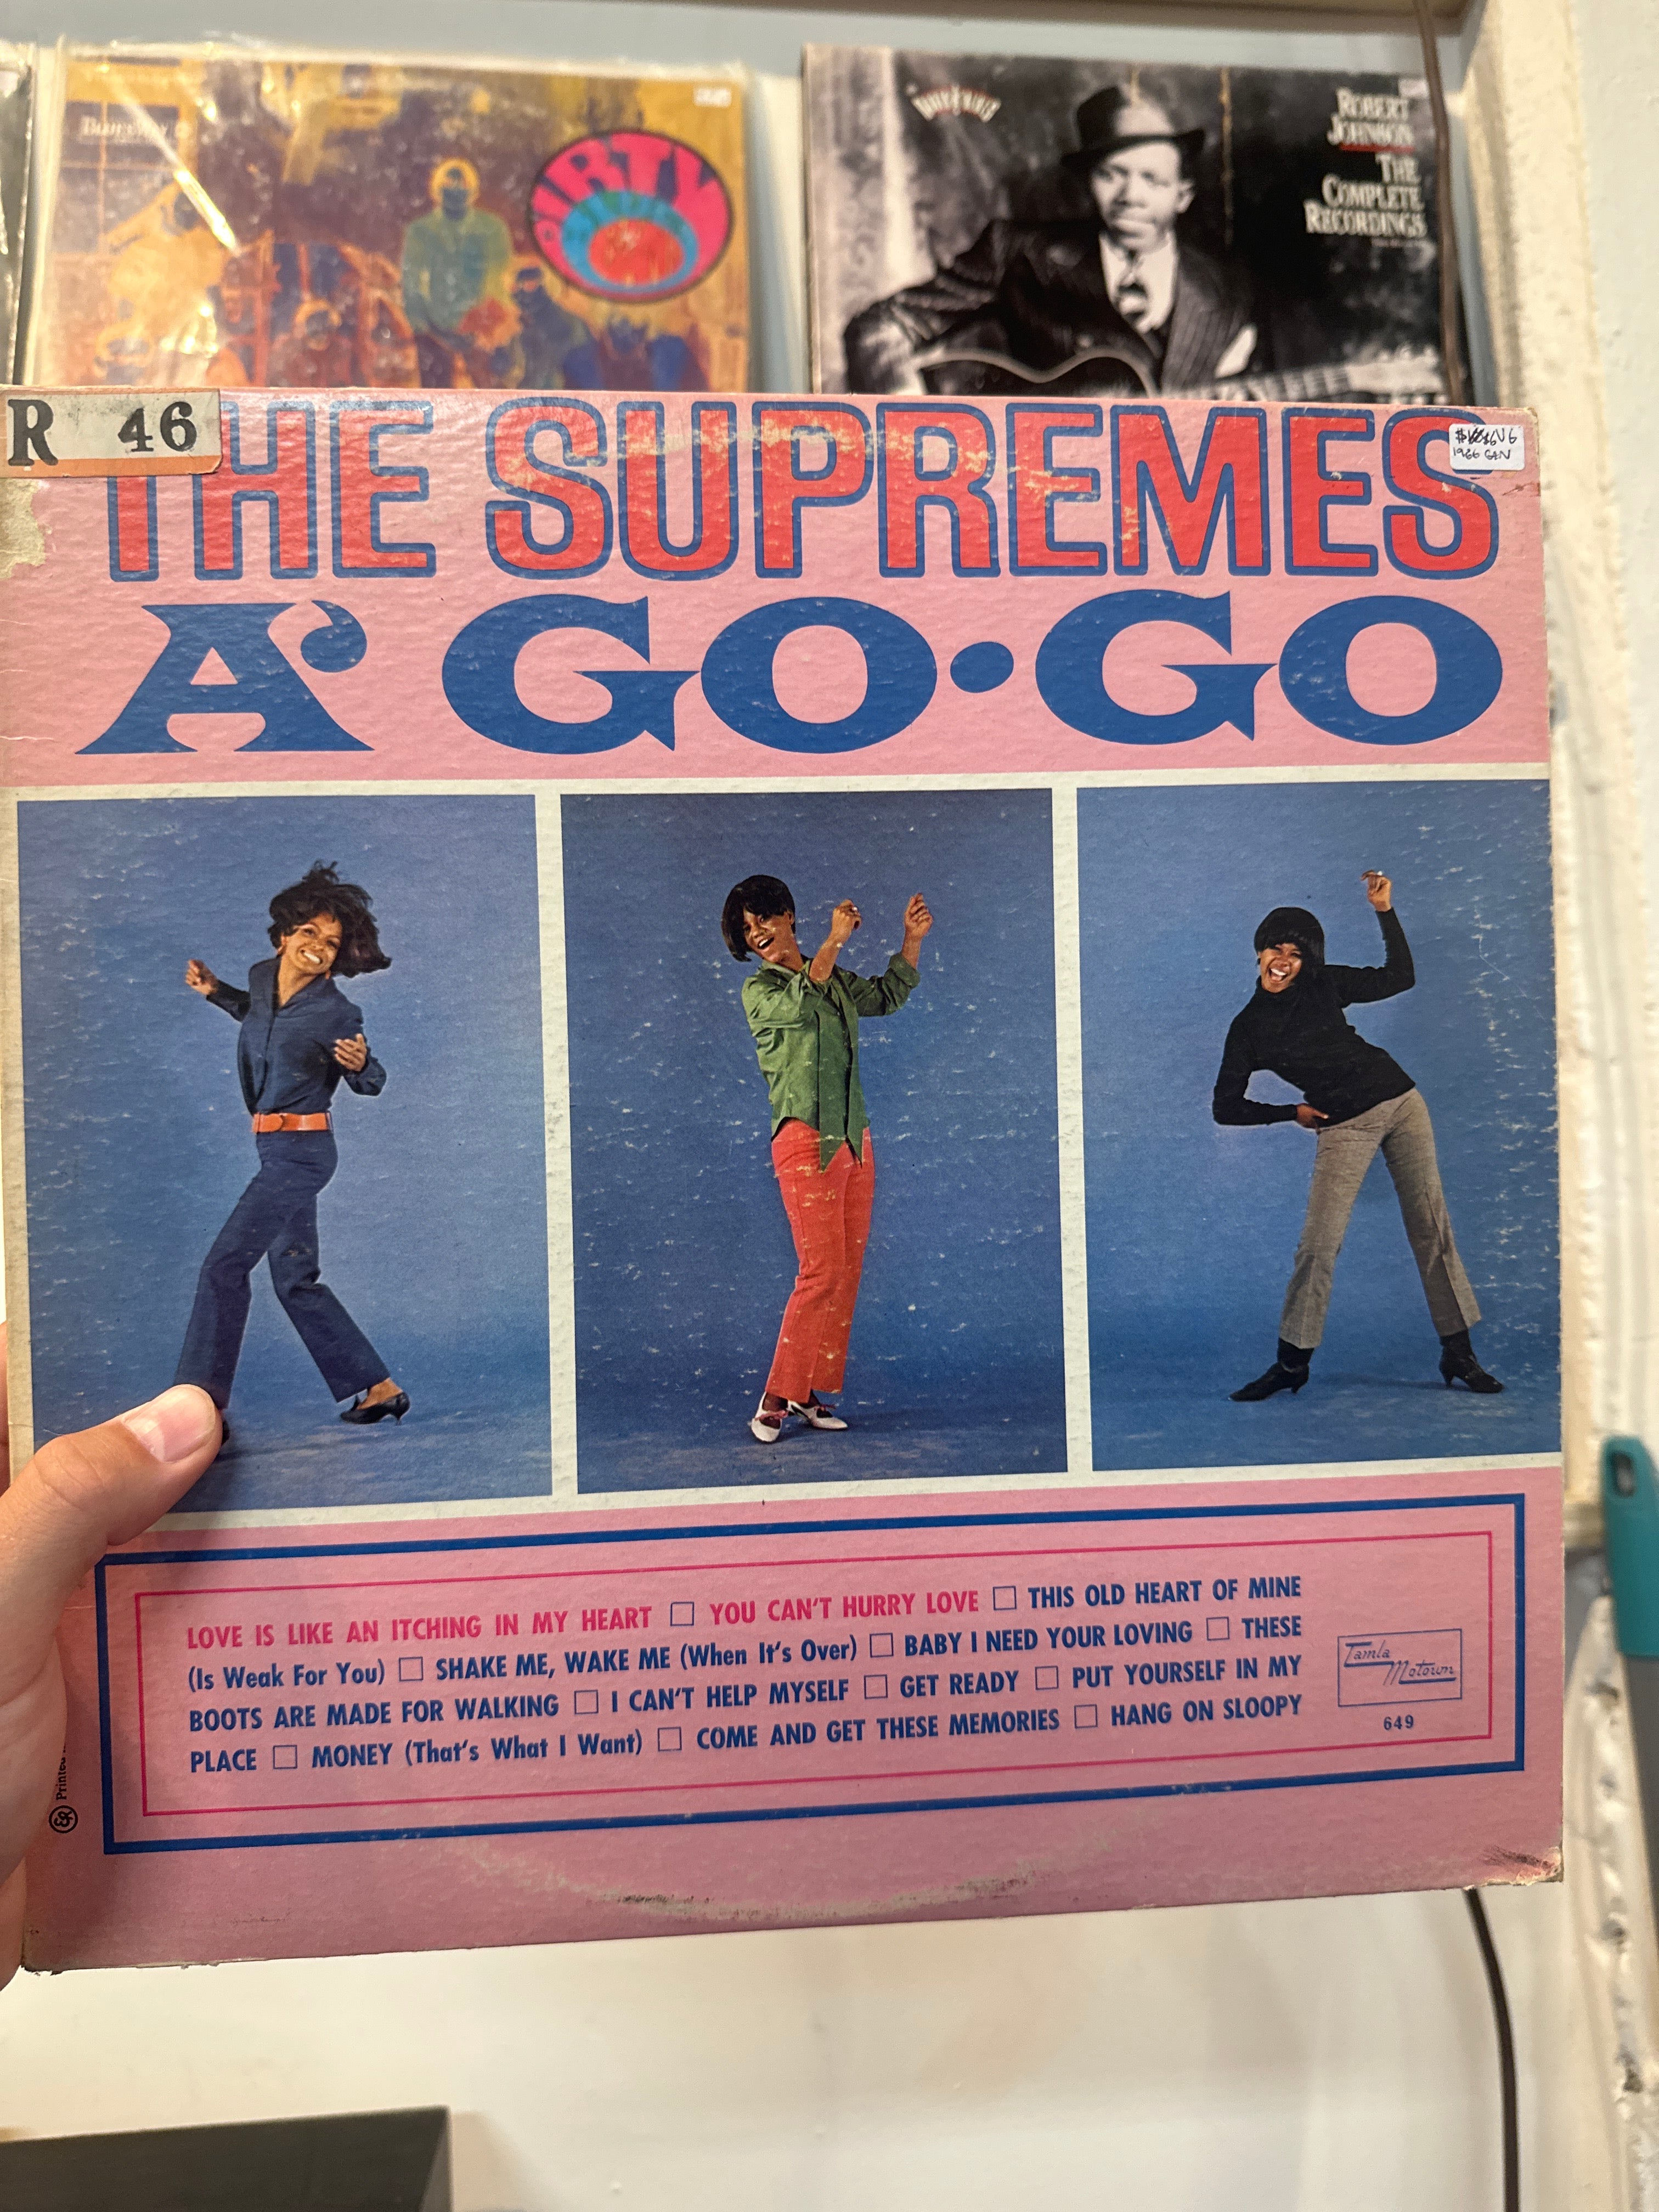 DIRTY
BLUES
ROBERT
JOHNSON
THE
COMPLETE
RECORDINGS
R 46
THE SUPREMES
1966
A' GO·GO
LOVE IS LIKE AN ITCHING IN MY HEART □ YOU CAN'T HURRY LOVE □ THIS OLD HEART OF MINE
(Is Weak For You) □ SHAKE ME, WAKE ME (When It's Over) □ BABY I NEED YOUR LOVING □ THESE
BOOTS ARE MADE FOR WALKING □ I CAN'T HELP MYSELF □ GET READY □ PUT YOURSELF IN MY
PLACE □ MONEY (That's What I Want) □ COME AND GET THESE MEMORIES □ HANG ON SLOOPY
Tamla
Motown
649
Printed